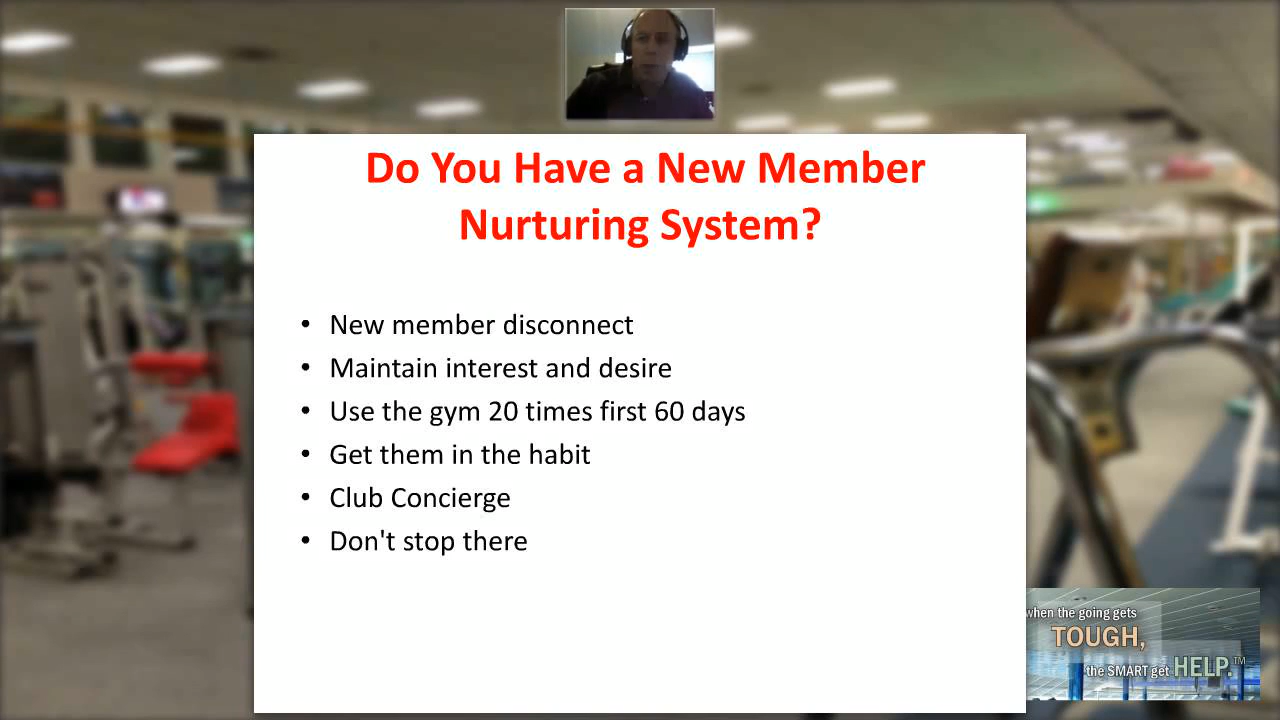 Do You Have a New Member
Nurturing System?
• New member disconnect
• Maintain interest and desire
• Use the gym 20 times first 60 days
• Get them in the habit
• Club Concierge
• Don't stop there
when the going gets
TOUGH,
the SMART get HELP.™